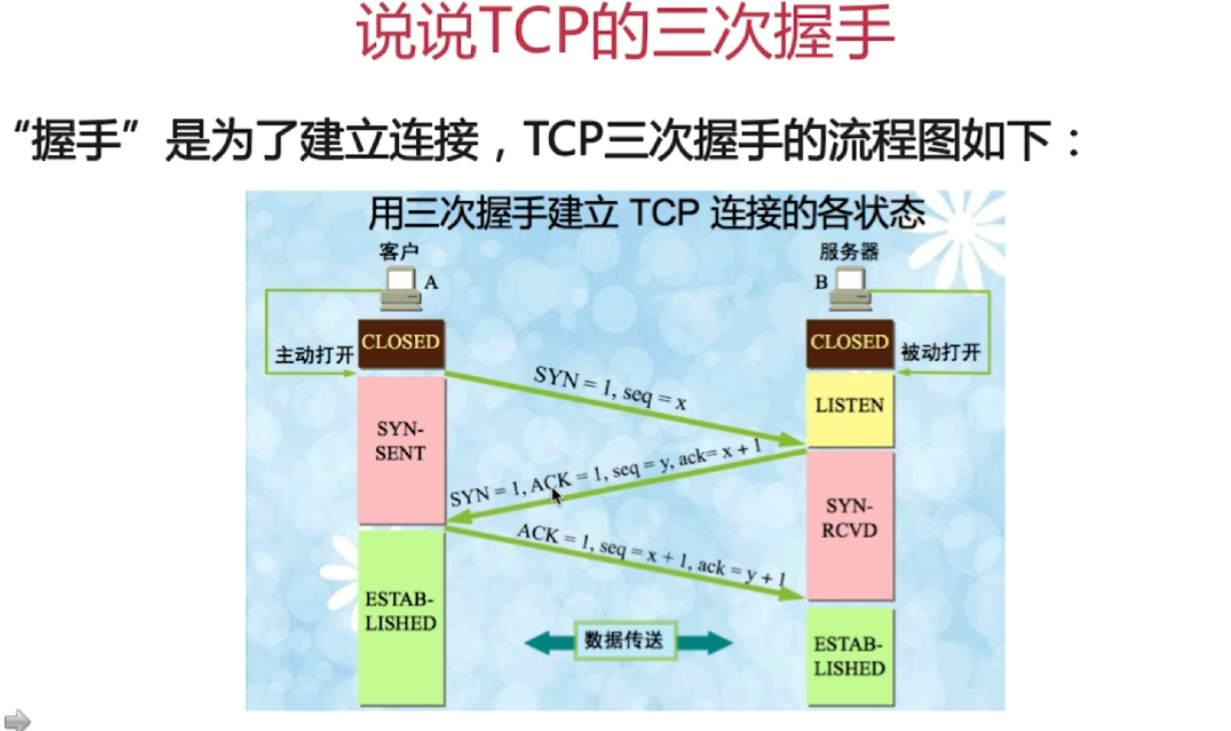 说说TCP的三次握手
“握手”是为了建立连接，TCP三次握手的流程图如下：
用三次握手建立 TCP 连接的各状态
客户
服务器
A
B
CLOSED
CLOSED
主动打开
被动打开
SYN = 1, seq = x
LISTEN
SYN-
SENT
SYN = 1, ACK = 1, seq = y, ack= x + 1
SYN-
RCVD
ACK = 1, seq = x + 1, ack = y + 1
ESTAB-
LISHED
数据传送
ESTAB-
LISHED